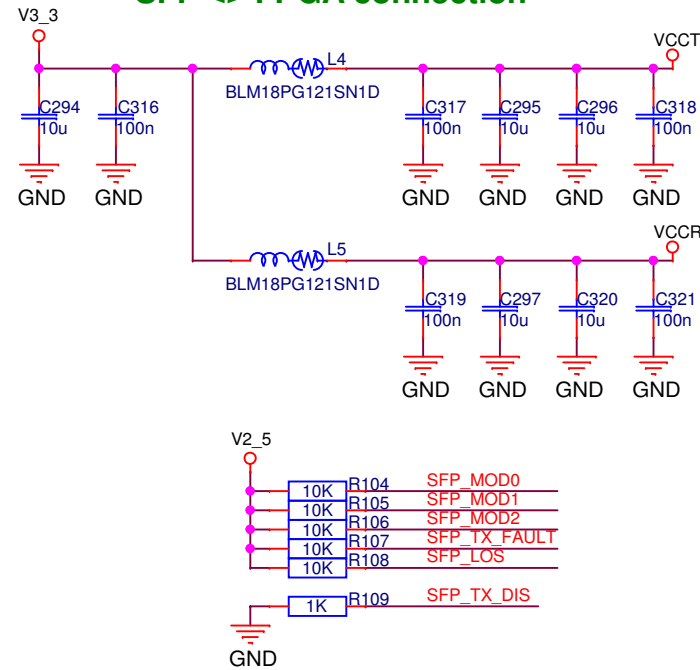 SFP <> FPGA connection
V3_3
L4
VCCT
BLM18PG121SN1D
C294
10u
C316
100n
C317
100n
C295
10u
C296
10u
C318
100n
GND
GND
GND
GND
GND
GND
L5
VCCR
BLM18PG121SN1D
C319
100n
C297
10u
C320
10u
C321
100n
GND
GND
GND
GND
V2_5
10K R104 SFP_MOD0
10K R105 SFP_MOD1
10K R106 SFP_MOD2
10K R107 SFP_TX_FAULT
10K R108 SFP_LOS
1K R109 SFP_TX_DIS
GND